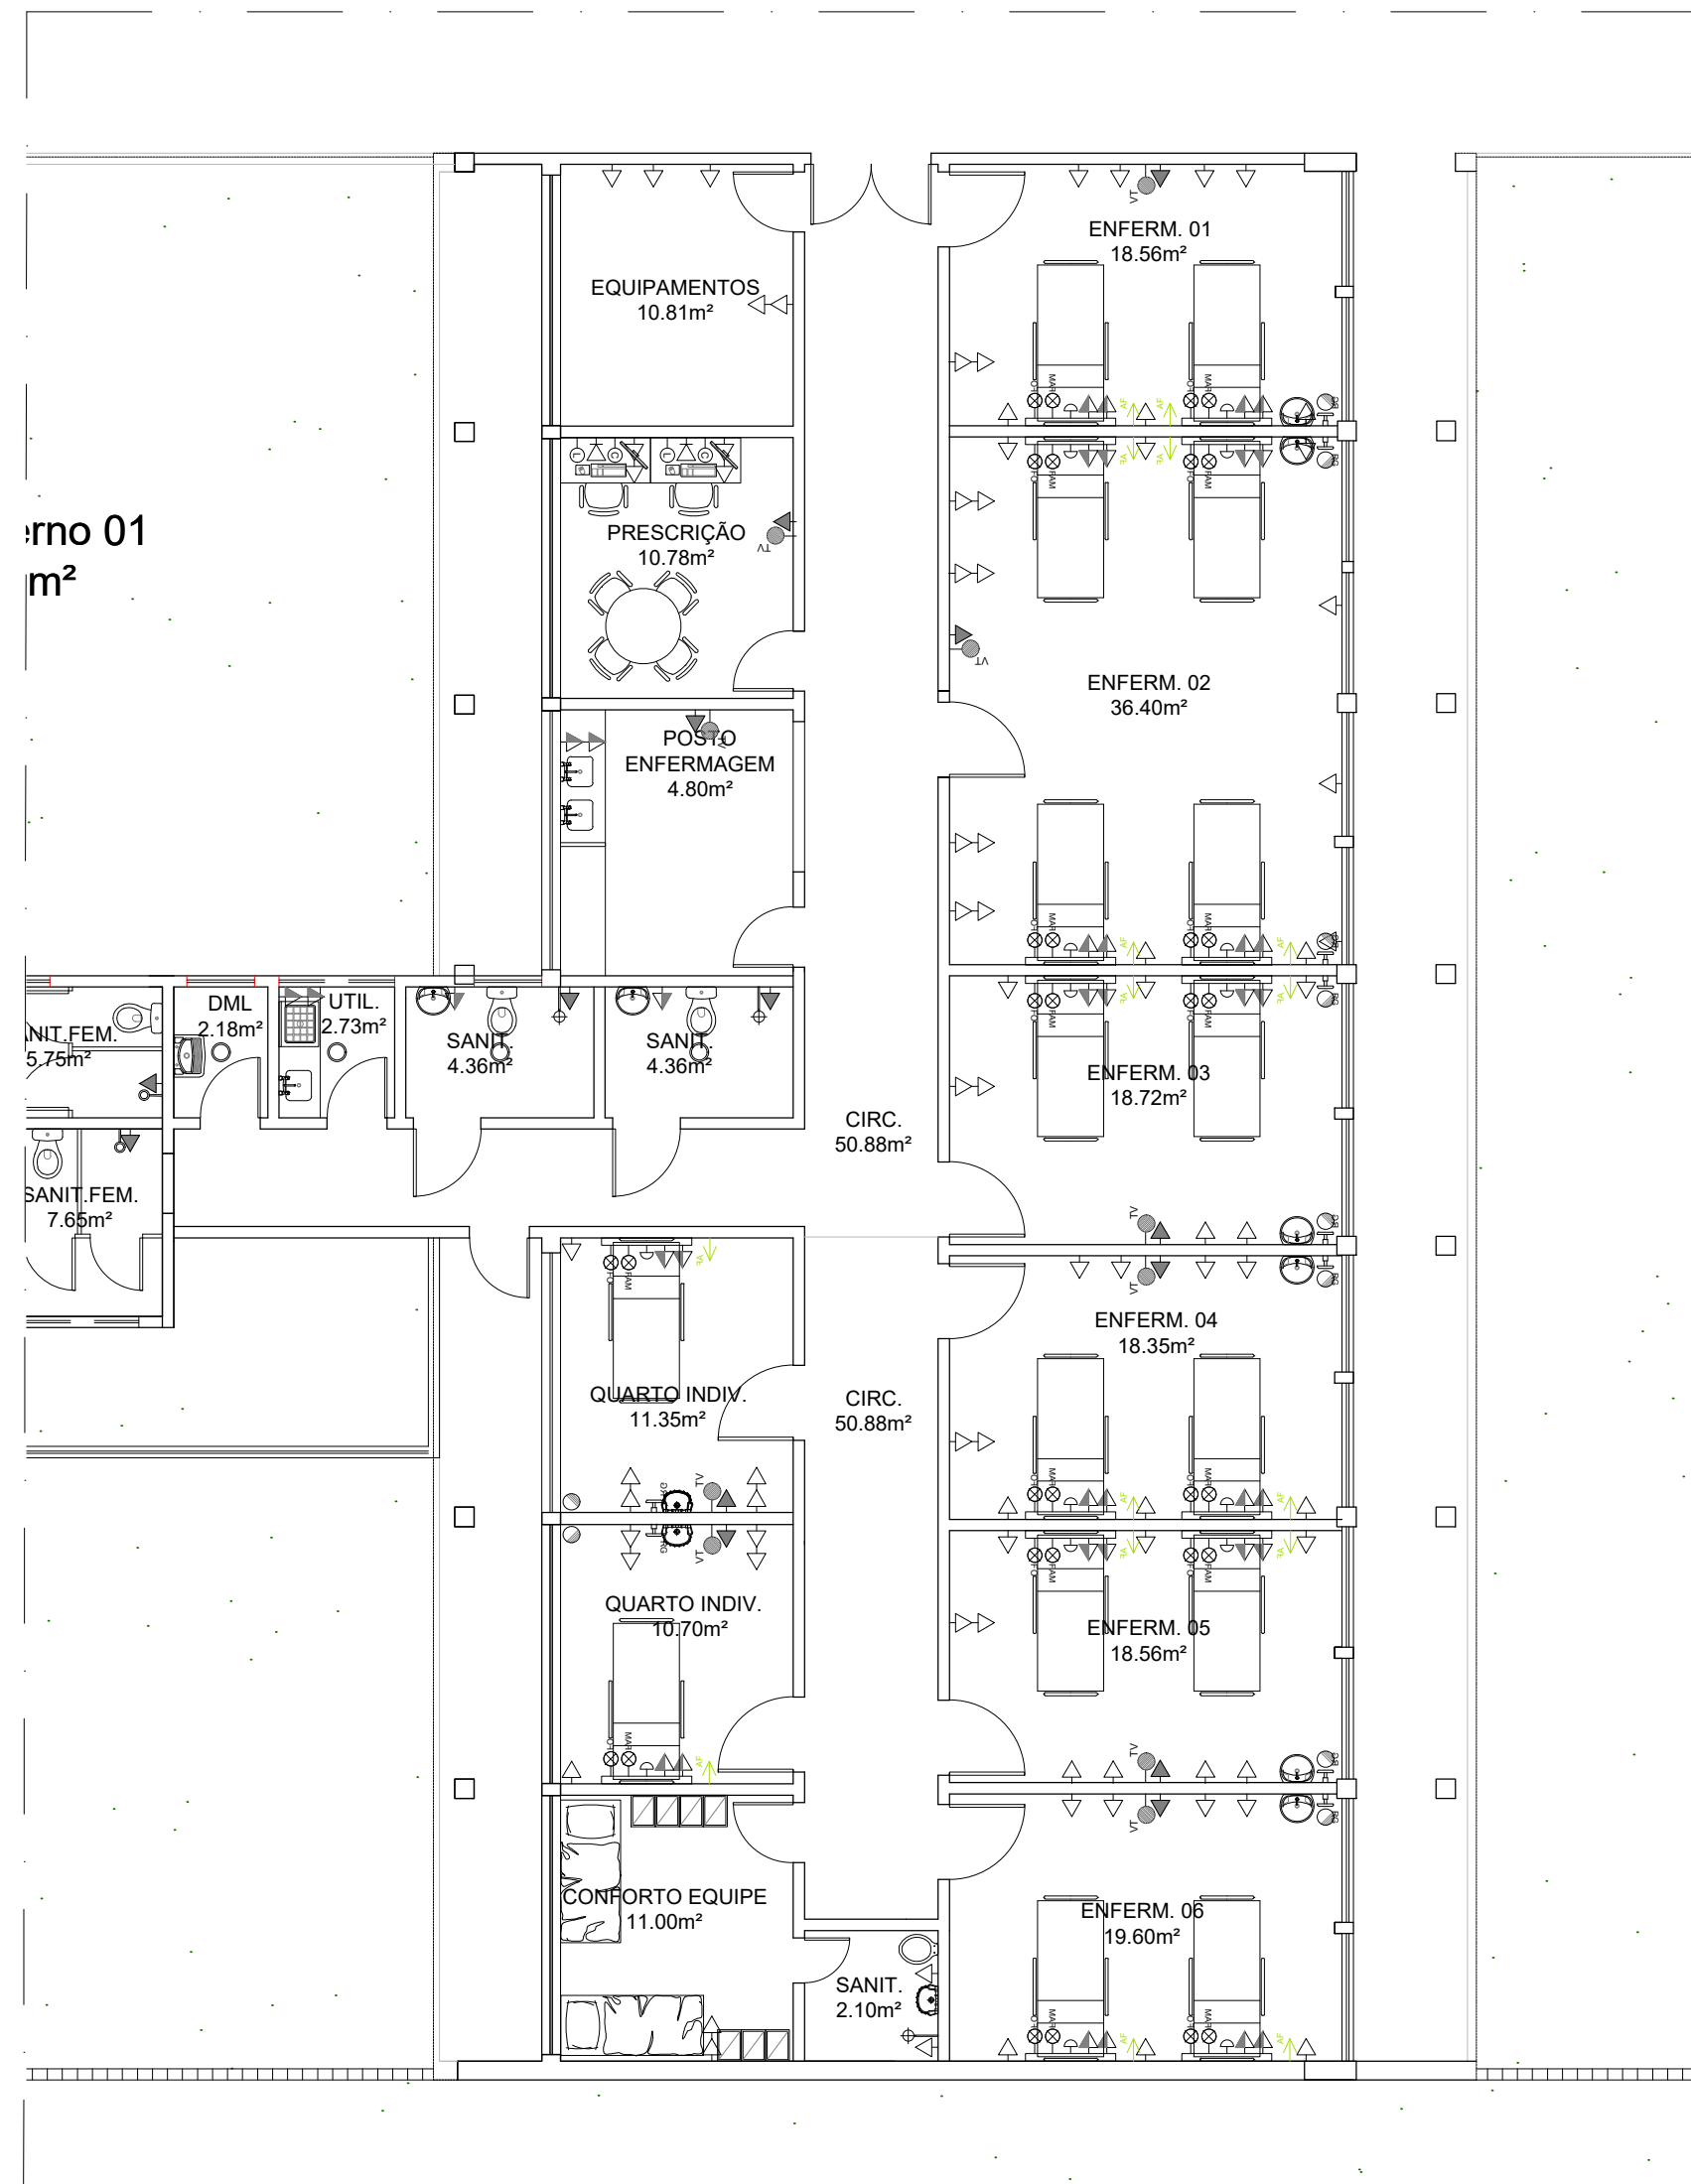 ENFERM. 01
18.56m²
EQUIPAMENTOS
10.81m²
erno 01
m²
PRESCRIÇÃO
10.78m²
TV
ENFERM. 02
36.40m²
POSTO
ENFERMAGEM
4.80m²
DML
2.18m²
UTIL.
2.73m²
SANIT.
4.36m²
SANIT.
4.36m²
NIT.FEM.
5.75m²
SANIT.FEM.
7.65m²
CIRC.
50.88m²
ENFERM. 03
18.72m²
TV
ENFERM. 04
18.35m²
QUARTO INDIV.
11.35m²
CIRC.
50.88m²
TV
QUARTO INDIV.
10.70m²
ENFERM. 05
18.56m²
TV
CONFORTO EQUIPE
11.00m²
ENFERM. 06
19.60m²
SANIT.
2.10m²